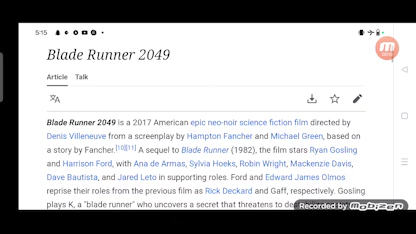 5:15
Blade Runner 2049
Article Talk
Blade Runner 2049 is a 2017 American epic neo-noir science fiction film directed by
Denis Villeneuve from a screenplay by Hampton Fancher and Michael Green, based on
a story by Fancher.[10][11] A sequel to Blade Runner (1982), the film stars Ryan Gosling
and Harrison Ford, with Ana de Armas, Sylvia Hoeks, Robin Wright, Mackenzie Davis,
Dave Bautista, and Jared Leto in supporting roles. Ford and Edward James Olmos
reprise their roles from the previous film as Rick Deckard and Gaff, respectively. Gosling
plays K, a "blade runner" who uncovers a secret that threatens to
Recorded by Mobizen